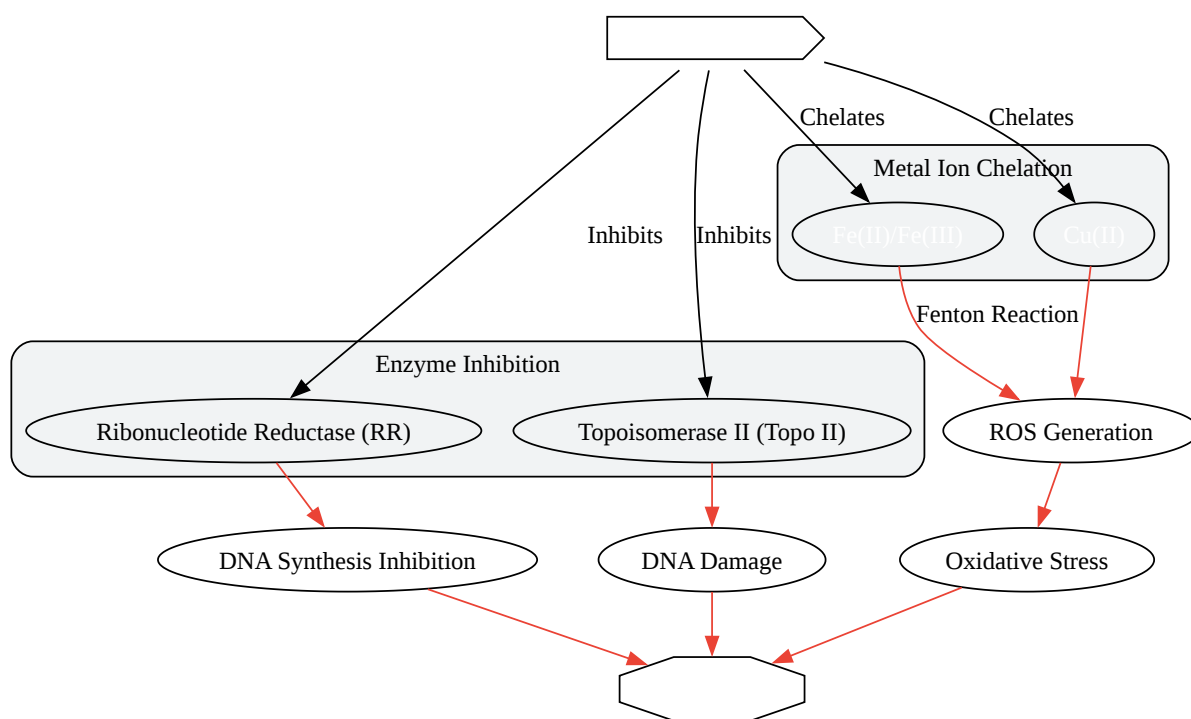 Chelates
Chelates
Metal Ion Chelation
Fe(II)/Fe(III)
Cu(II)
Inhibits
Inhibits
Fenton Reaction
Enzyme Inhibition
Ribonucleotide Reductase (RR)
Topoisomerase II (Topo II)
ROS Generation
DNA Synthesis Inhibition
DNA Damage
Oxidative Stress